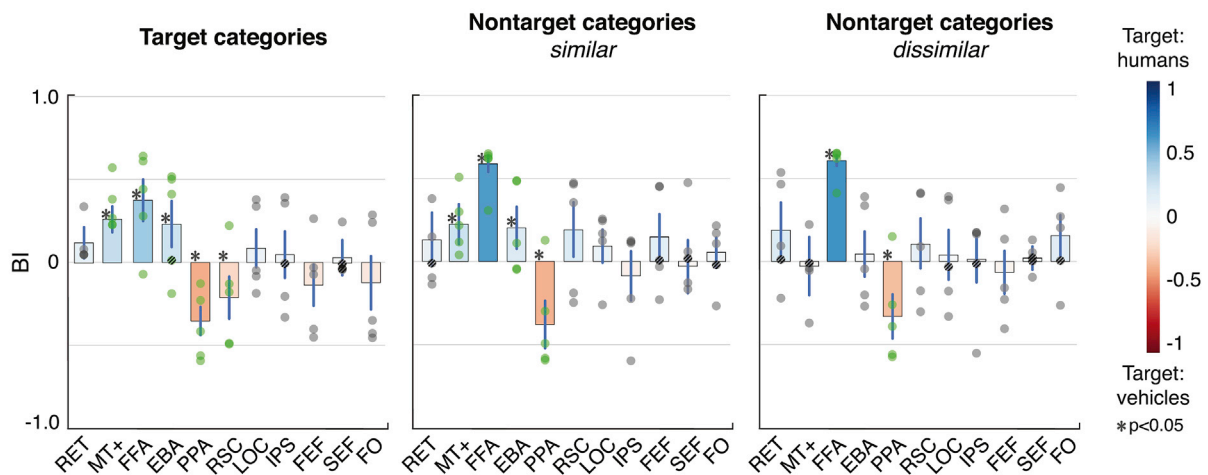 Target categories
Nontarget categories
similar
Nontarget categories
dissimilar
Target:
humans
1
0.5
0
-0.5
-1
Target:
vehicles
*p<0.05
BI
1.0
0
-1.0
* * * * *
* * * *
* *
RET MT+ FFA EBA PPA RSC LOC IPS FEF SEF FO
RET MT+ FFA EBA PPA RSC LOC IPS FEF SEF FO
RET MT+ FFA EBA PPA RSC LOC IPS FEF SEF FO